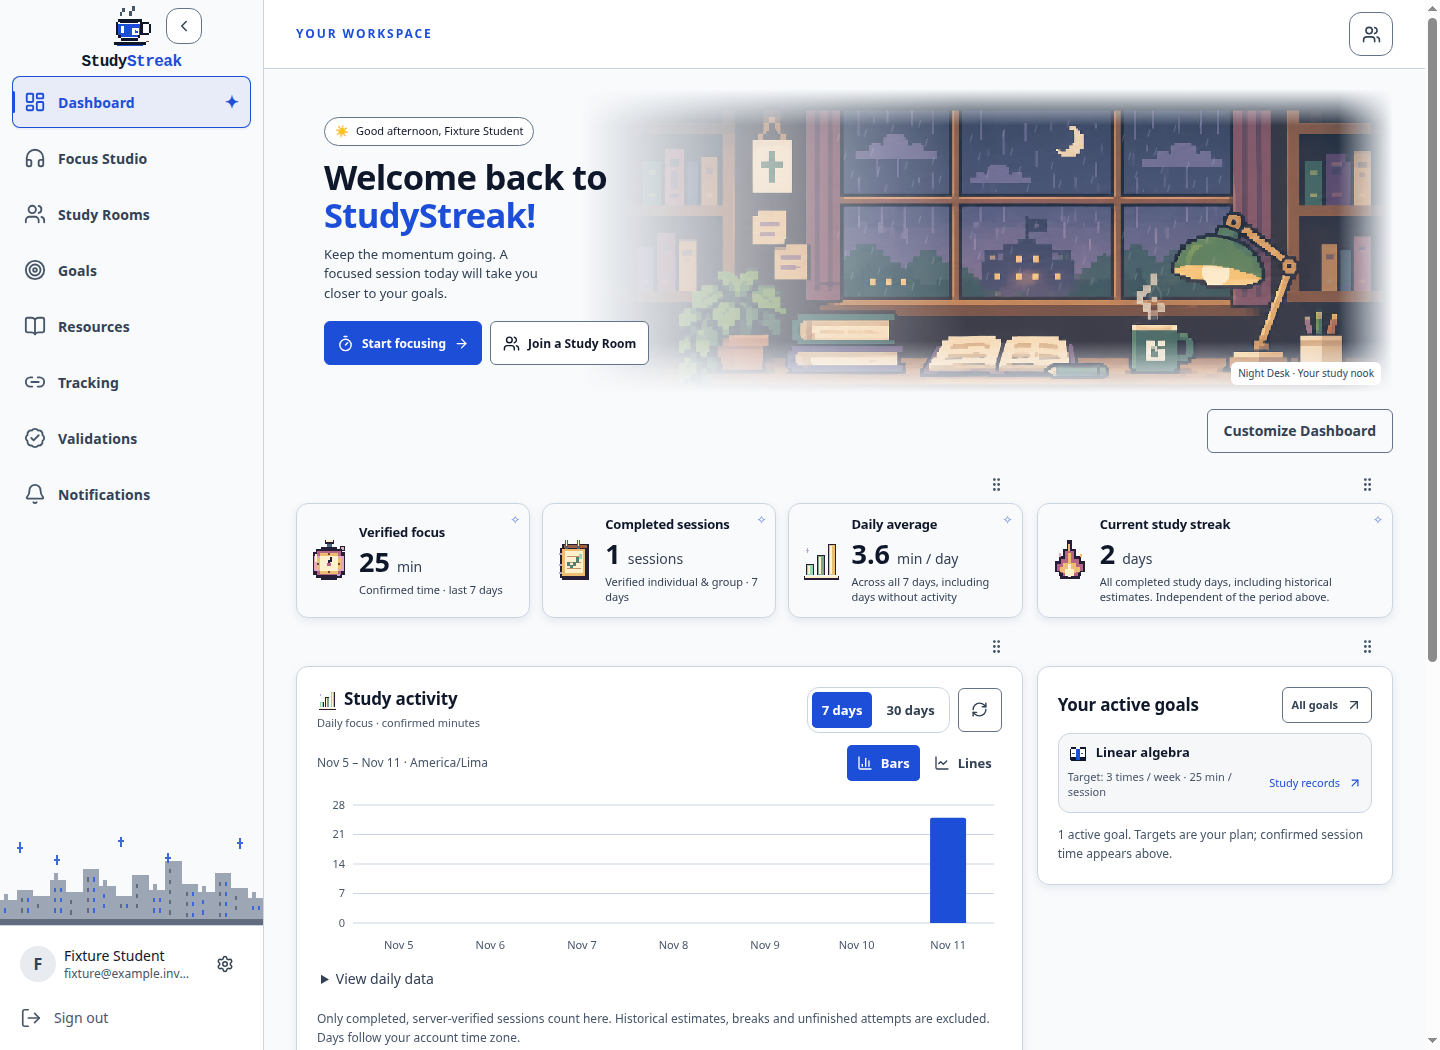 StudyStreak
Dashboard
Focus Studio
Study Rooms
Goals
Resources
Tracking
Validations
Notifications
F
Fixture Student
fixture@example.inv...
Sign out
YOUR WORKSPACE
Good afternoon, Fixture Student
Welcome back to
StudyStreak!
Keep the momentum going. A
focused session today will take you
closer to your goals.
Start focusing
Join a Study Room
Night Desk · Your study nook
Customize Dashboard
Verified focus
25 min
Confirmed time · last 7 days
Completed sessions
1 sessions
Verified individual & group · 7
days
Daily average
3.6 min / day
Across all 7 days, including
days without activity
Current study streak
2 days
All completed study days, including historical
estimates. Independent of the period above.
Study activity
Daily focus · confirmed minutes
7 days
30 days
Nov 5 – Nov 11 · America/Lima
Bars
Lines
28
21
14
7
0
Nov 5
Nov 6
Nov 7
Nov 8
Nov 9
Nov 10
Nov 11
View daily data
Only completed, server-verified sessions count here. Historical estimates, breaks and unfinished attempts are excluded.
Days follow your account time zone.
Your active goals
All goals
Linear algebra
Target: 3 times / week · 25 min /
session
Study records
1 active goal. Targets are your plan; confirmed session
time appears above.